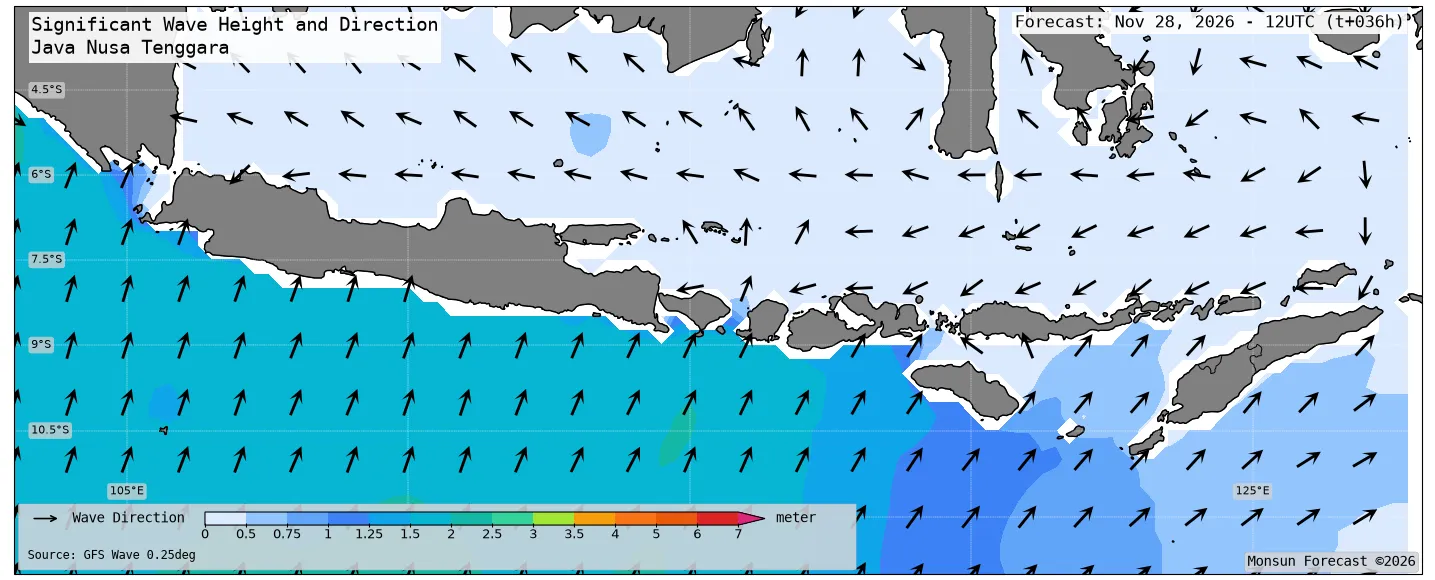 Significant Wave Height and Direction
Java Nusa Tenggara
Forecast: Nov 28, 2026 - 12UTC (t+036h)
4.5°S
6°S
7.5°S
9°S
10.5°S
105°E
125°E
Wave Direction
0 0.5 0.75 1 1.25 1.5 2 2.5 3 3.5 4 5 6 7
meter
Source: GFS Wave 0.25deg
Monsun Forecast ©2026